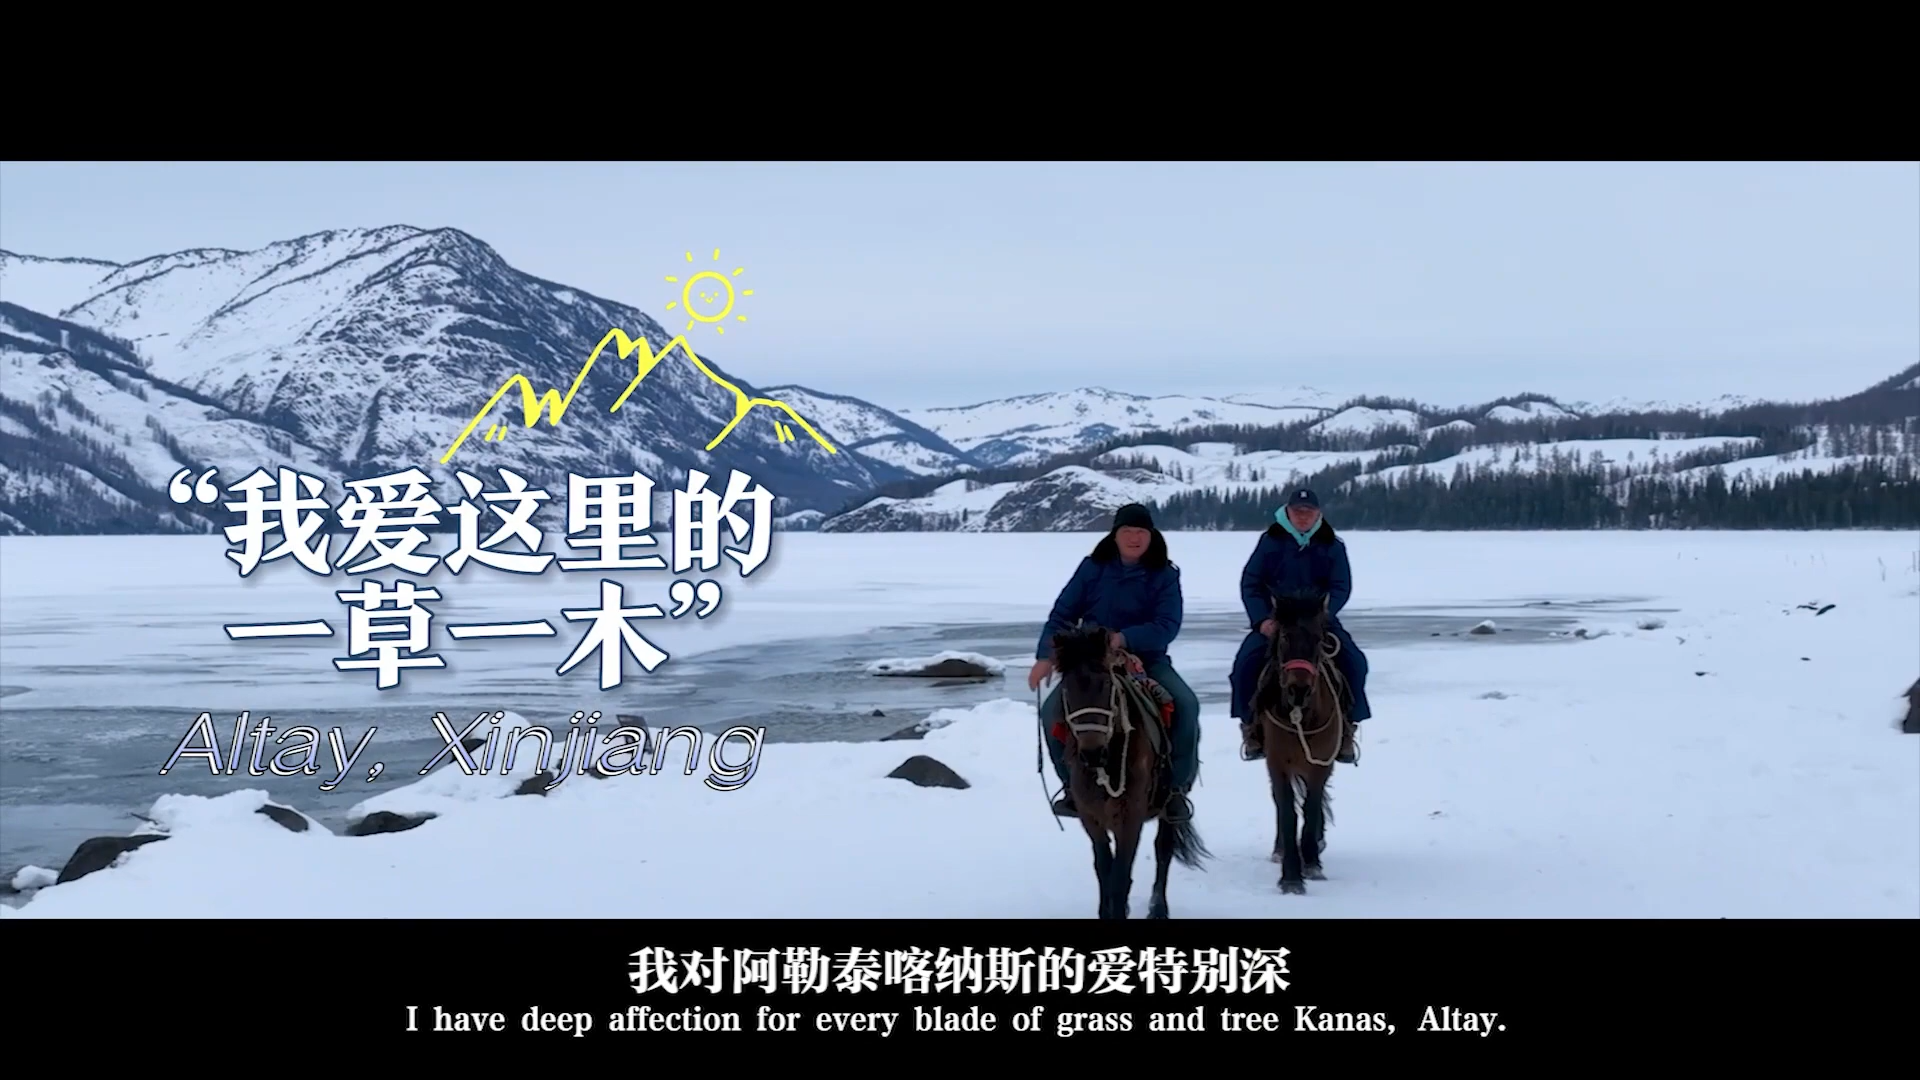 “我爱这里的
一草一木”
Altay, Xinjiang
我对阿勒泰喀纳斯的爱特别深
I have deep affection for every blade of grass and tree Kanas, Altay.